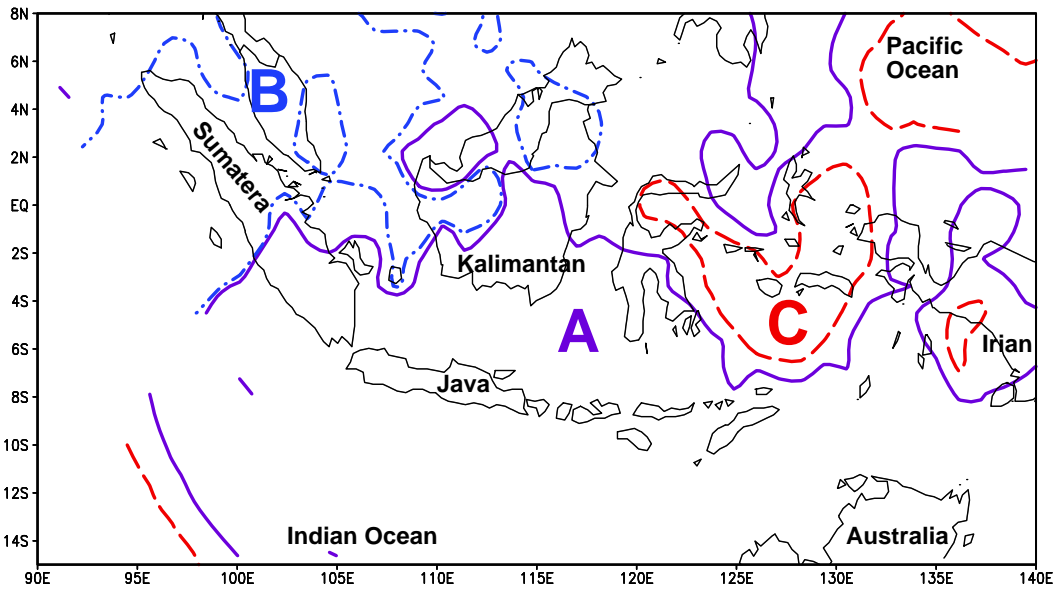 8N
6N
4N
2N
EQ
2S
4S
6S
8S
10S
12S
14S
Pacific
Ocean
B
Sumatera
Kalimantan
A
C
Irian
Java
Indian Ocean
Australia
90E
95E
100E
105E
110E
115E
120E
125E
130E
135E
140E